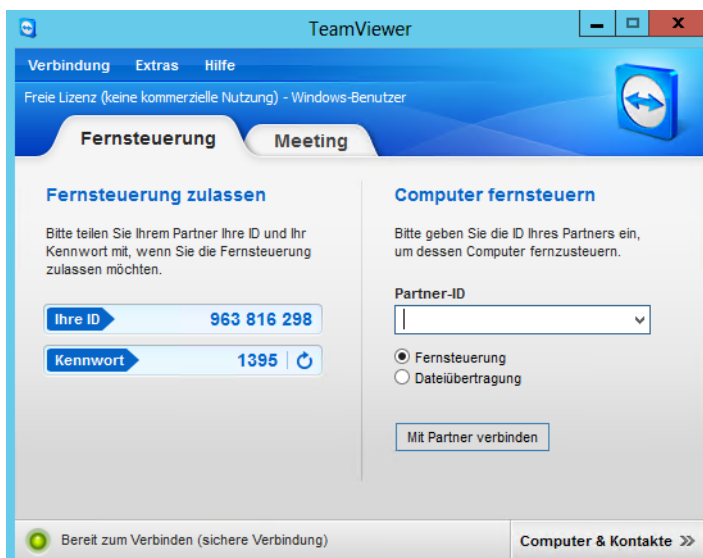 TeamViewer
Verbindung Extras Hilfe
Freie Lizenz (keine kommerzielle Nutzung) - Windows-Benutzer
Fernsteuerung Meeting
Fernsteuerung zulassen
Bitte teilen Sie Ihrem Partner Ihre ID und Ihr
Kennwort mit, wenn Sie die Fernsteuerung
zulassen möchten.
Ihre ID 963 816 298
Kennwort 1395
Computer fernsteuern
Bitte geben Sie die ID Ihres Partners ein,
um dessen Computer fernzusteuern.
Partner-ID
Fernsteuerung
Dateiübertragung
Mit Partner verbinden
Bereit zum Verbinden (sichere Verbindung)
Computer & Kontakte